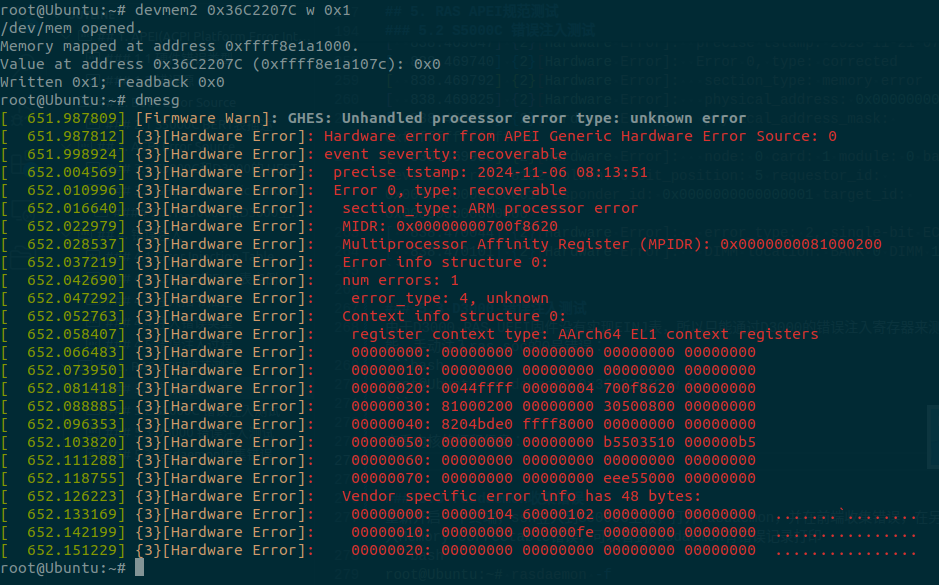 root@Ubuntu:~# devmem2 0x36C2207C w 0x1
/dev/mem opened.
Memory mapped at address 0xffff8e1a1000.
Value at address 0x36C2207C (0xffff8e1a107c): 0x0
Written 0x1; readback 0x0
root@Ubuntu:~# dmesg
[  651.987809] [Firmware Warn]: GHES: Unhandled processor error type: unknown error
[  651.987812] {3}[Hardware Error]: Hardware error from APEI Generic Hardware Error Source: 0
[  651.998924] {3}[Hardware Error]: event severity: recoverable
[  652.004569] {3}[Hardware Error]:  precise tstamp: 2024-11-06 08:13:51
[  652.010996] {3}[Hardware Error]:  Error 0, type: recoverable
[  652.016640] {3}[Hardware Error]:   section_type: ARM processor error
[  652.022979] {3}[Hardware Error]:   MIDR: 0x00000000700f8620
[  652.028537] {3}[Hardware Error]:   Multiprocessor Affinity Register (MPIDR): 0x0000000081000200
[  652.037219] {3}[Hardware Error]:   Error info structure 0:
[  652.042690] {3}[Hardware Error]:   num errors: 1
[  652.047292] {3}[Hardware Error]:    error_type: 4, unknown
[  652.052763] {3}[Hardware Error]:   Context info structure 0:
[  652.058407] {3}[Hardware Error]:    register context type: AArch64 EL1 context registers
[  652.066483] {3}[Hardware Error]:    00000000: 00000000 00000000 00000000 00000000
[  652.073950] {3}[Hardware Error]:    00000010: 00000000 00000000 00000000 00000000
[  652.081418] {3}[Hardware Error]:    00000020: 0044ffff 00000004 700f8620 00000000
[  652.088885] {3}[Hardware Error]:    00000030: 81000200 00000000 30500800 00000000
[  652.096353] {3}[Hardware Error]:    00000040: 8204bde0 ffff8000 00000000 00000000
[  652.103820] {3}[Hardware Error]:    00000050: 00000000 00000000 b5503510 000000b5
[  652.111288] {3}[Hardware Error]:    00000060: 00000000 00000000 00000000 00000000
[  652.118755] {3}[Hardware Error]:    00000070: 00000000 00000000 eee55000 00000000
[  652.126223] {3}[Hardware Error]:   Vendor specific error info has 48 bytes:
[  652.133169] {3}[Hardware Error]:    00000000: 00000104 60000102 00000000 00000000  .......`........
[  652.142199] {3}[Hardware Error]:    00000010: 00000000 000000fe 00000000 00000000  ................
[  652.151229] {3}[Hardware Error]:    00000020: 00000000 00000000 00000000 00000000  ................
root@Ubuntu:~#